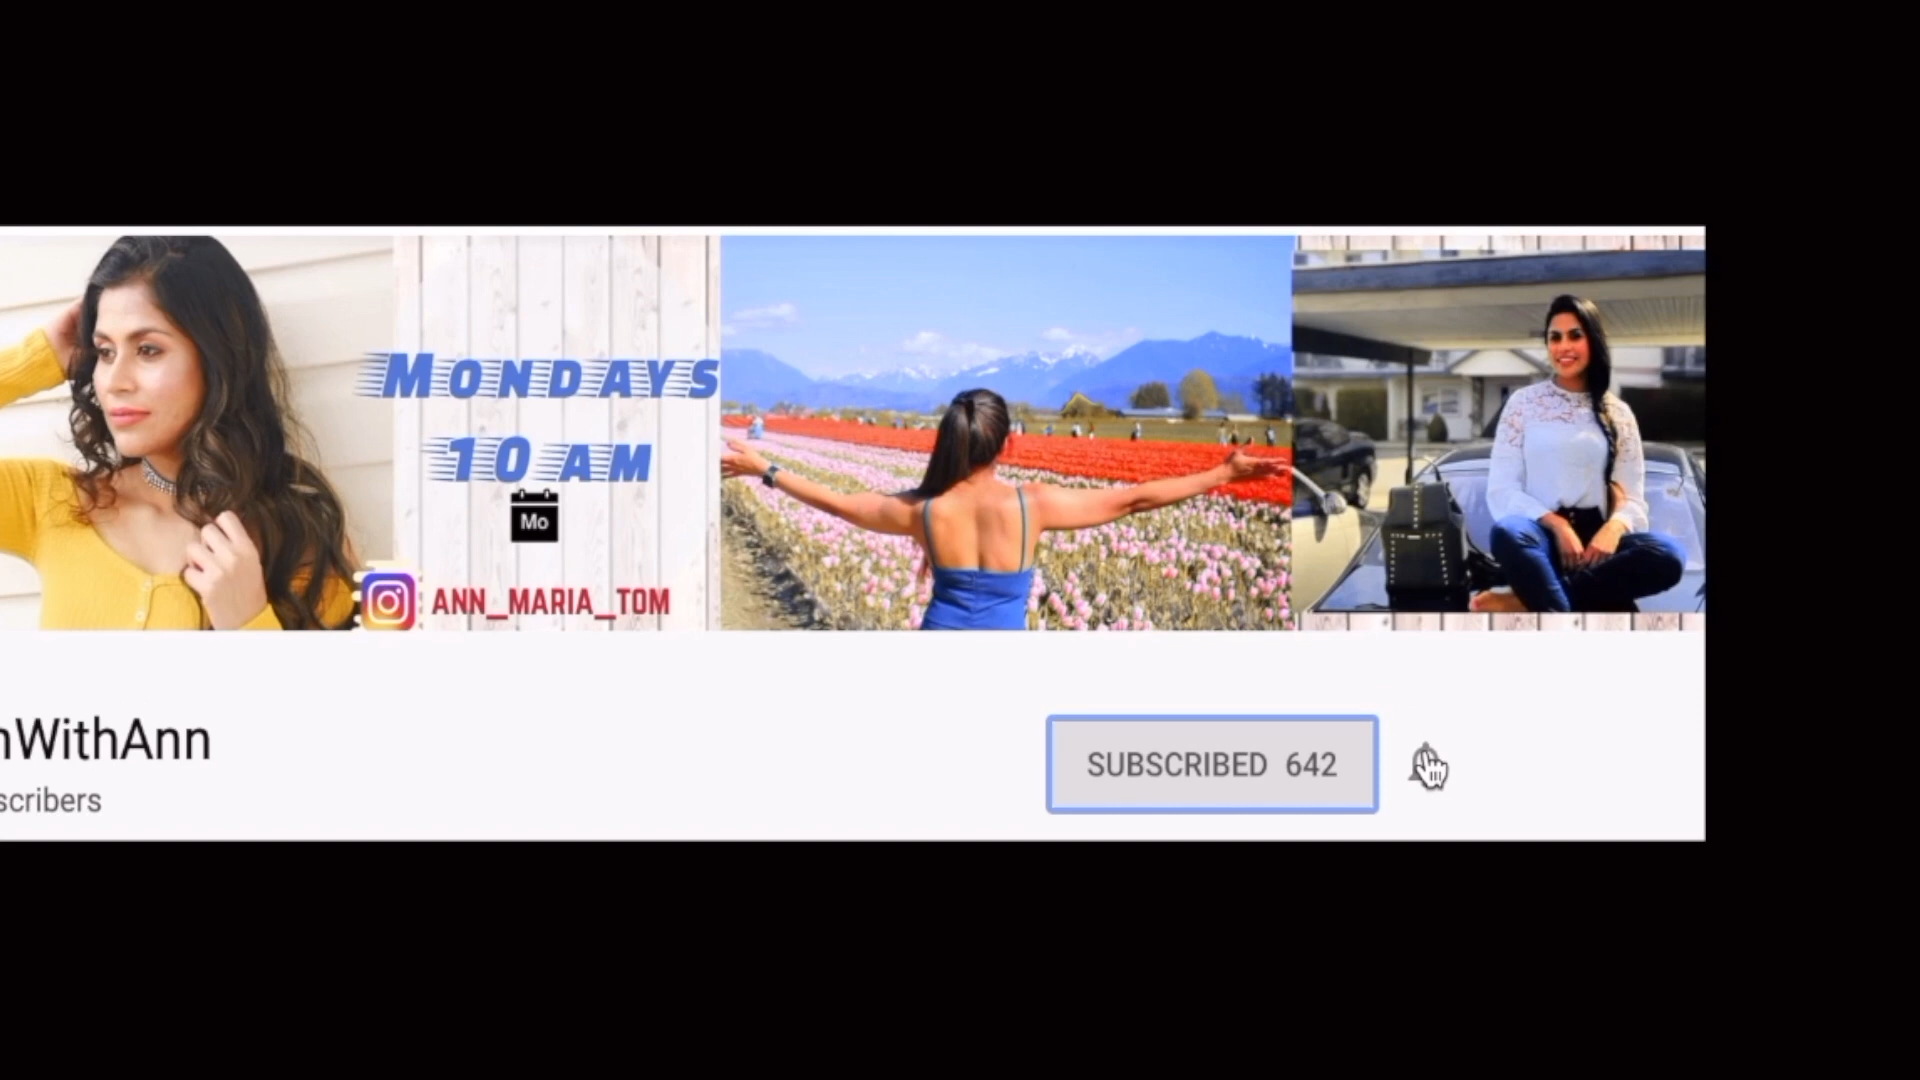 MONDAYS
10 AM
Mo
ANN_MARIA_TOM
nWithAnn
scribers
SUBSCRIBED 642